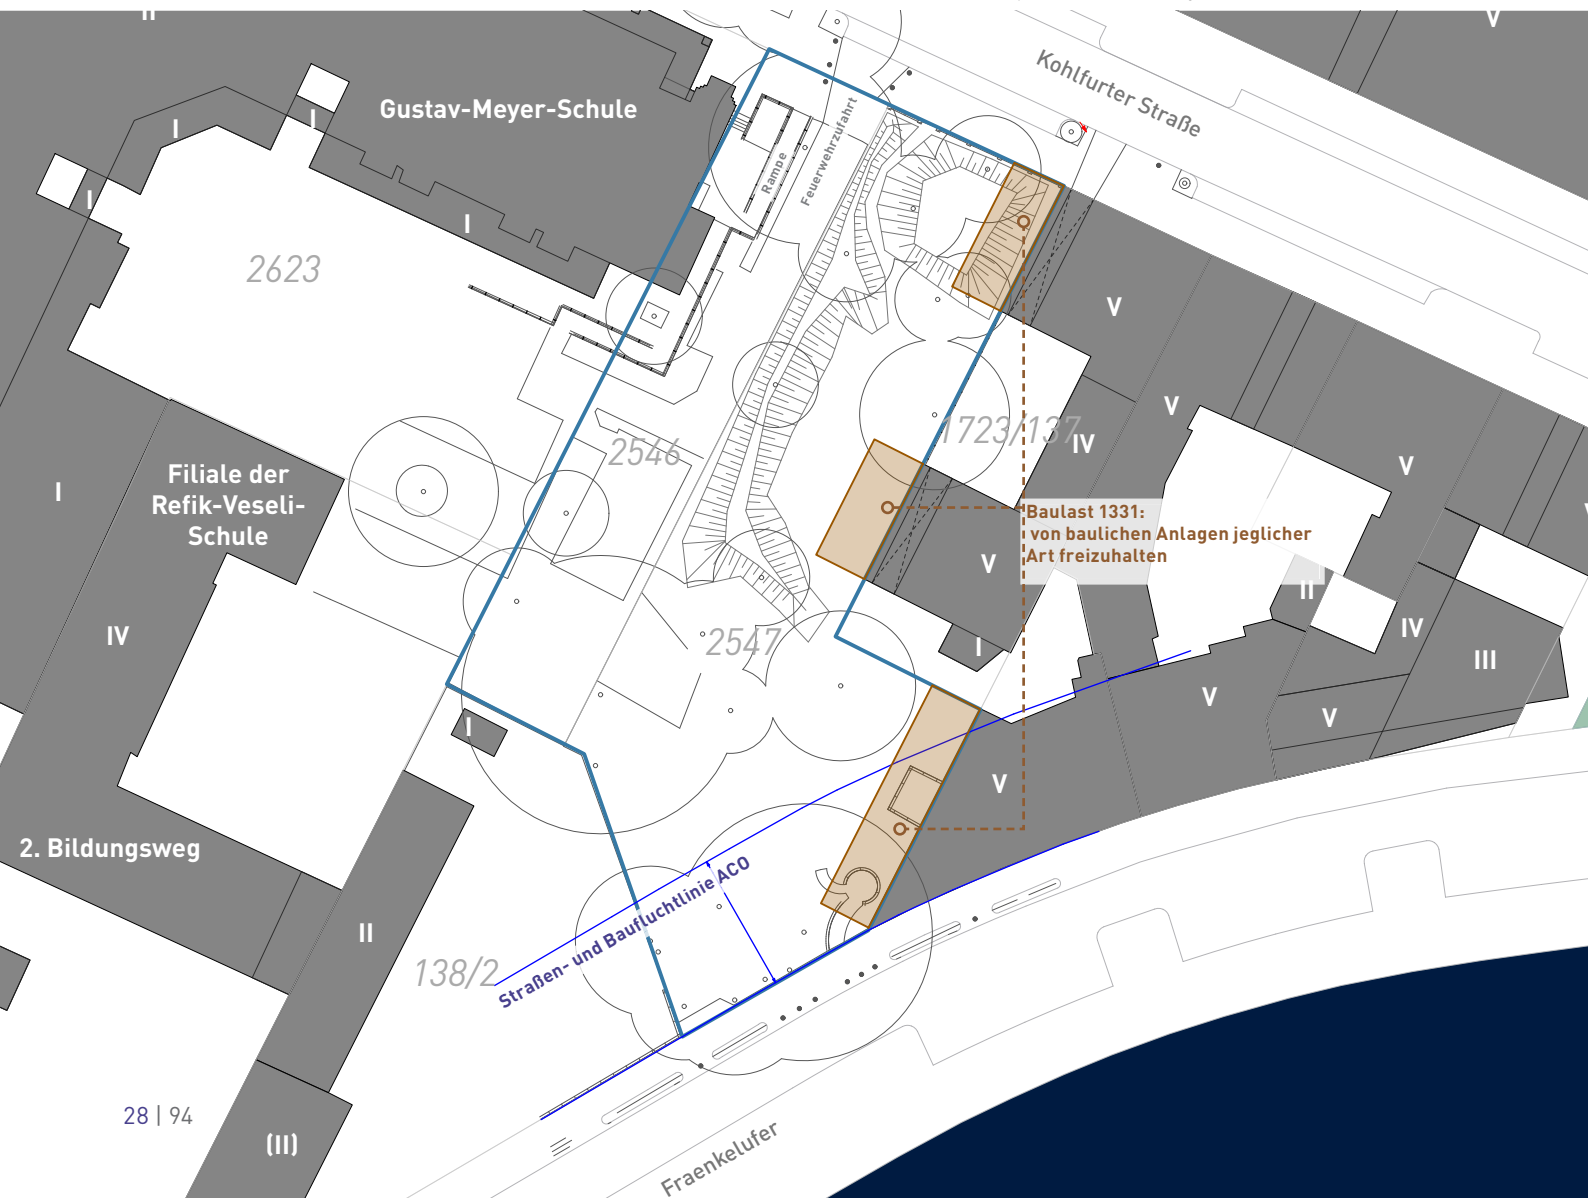 II
V
Kohlfurter Straße
Gustav-Meyer-Schule
I
I
I
I
Rampe
Feuerwehrzufahrt
2623
V
V
1723/137
IV
2546
V
Filiale der
Refik-Veseli-
Schule
I
Baulast 1331:
von baulichen Anlagen jeglicher
Art freizuhalten
V
II
IV
IV
2547
I
III
V
V
I
V
2. Bildungsweg
Straßen- und Baufluchtlinie ACO
II
138/2
28 | 94
(II)
Fraenkelufer